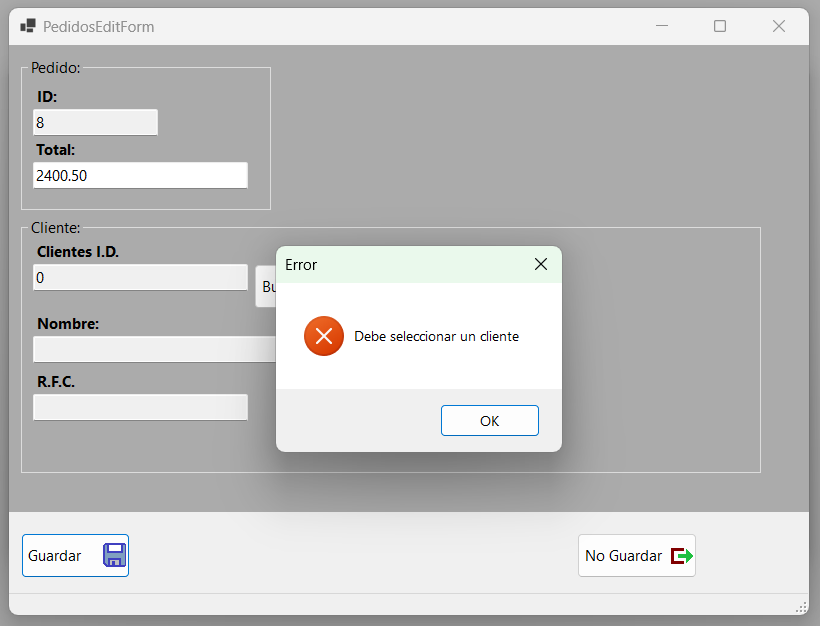 PedidosEditForm
Pedido:
ID:
8
Total:
2400.50
Cliente:
Clientes I.D.
0
Nombre:
R.F.C.
Error
Debe seleccionar un cliente
OK
Guardar
No Guardar